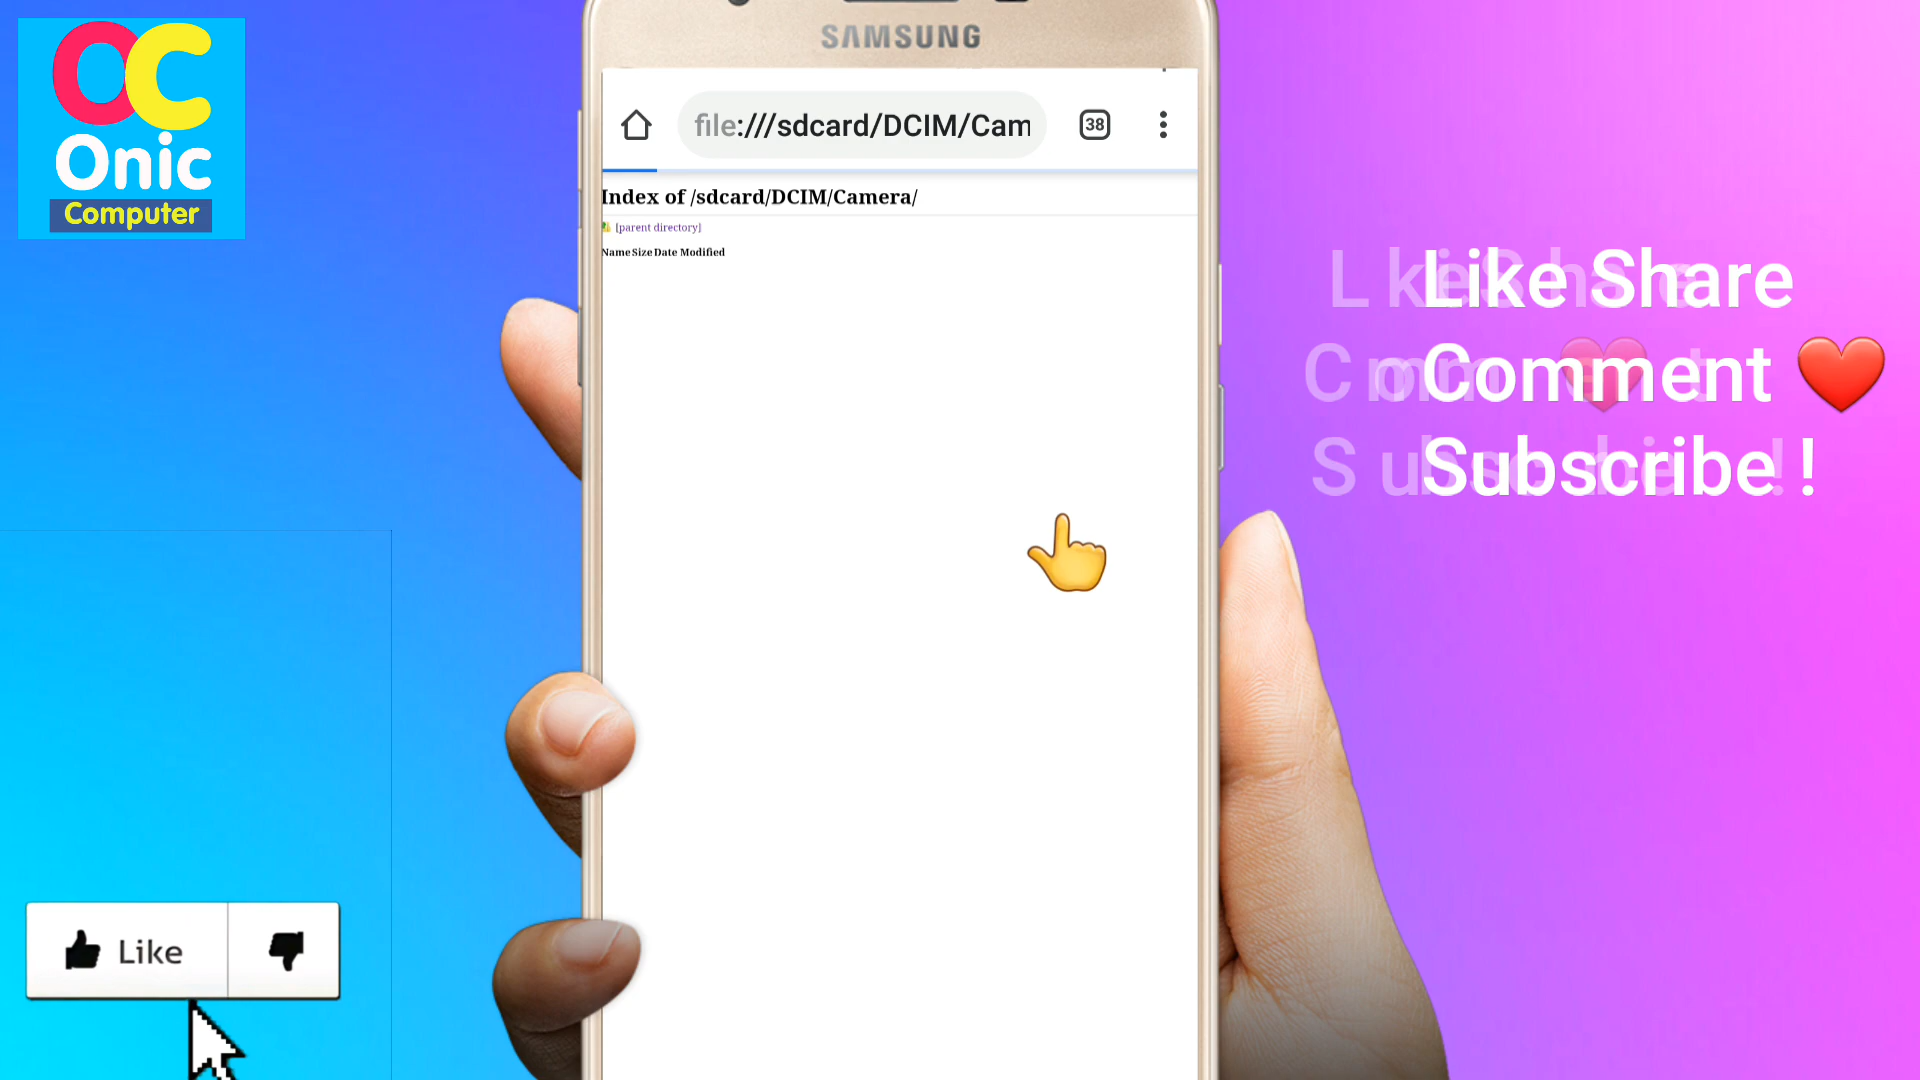 OC
Onic
Computer
SAMSUNG
file:///sdcard/DCIM/Cam
38
Index of /sdcard/DCIM/Camera/
[parent directory]
Name Size Date Modified
Like Share
Comment ❤️
Subscribe !
Like